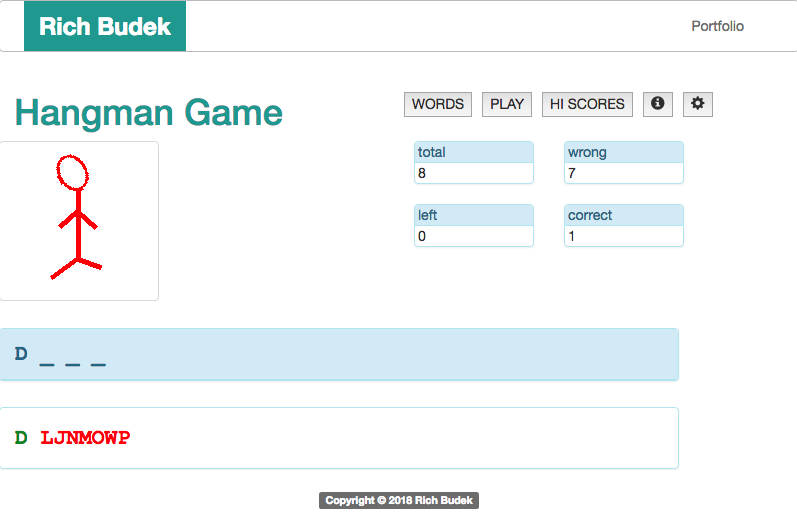 Rich Budek
Portfolio
Hangman Game
WORDS PLAY HI SCORES
total wrong
8 7
left correct
0 1
D _ _ _
D LJNMOWP
Copyright © 2018 Rich Budek